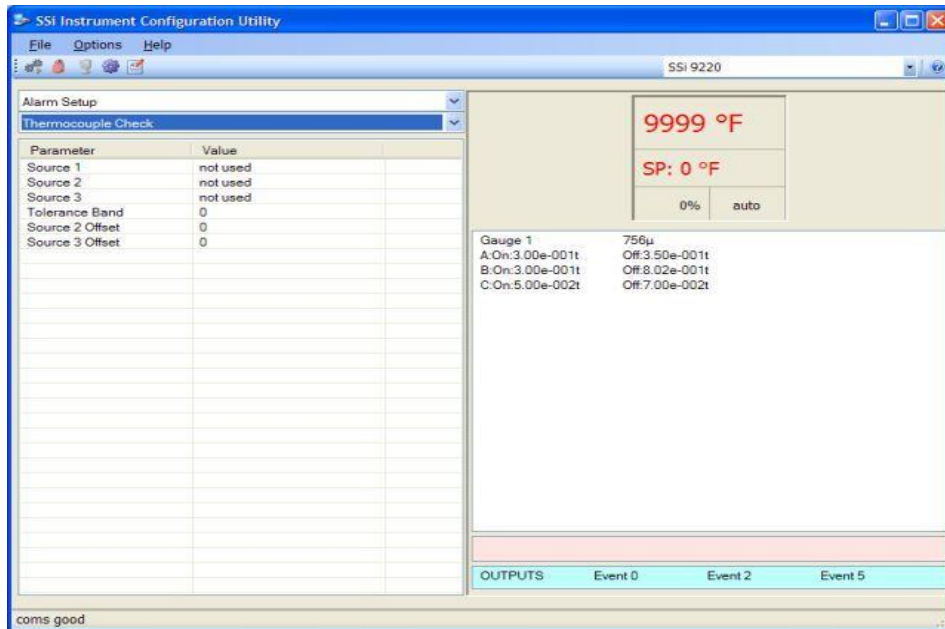 SSi Instrument Configuration Utility
File Options Help
SSi 9220
Alarm Setup
Thermocouple Check
Parameter Value
Source 1 not used
Source 2 not used
Source 3 not used
Tolerance Band 0
Source 2 Offset 0
Source 3 Offset 0
9999 °F
SP: 0 °F
0% auto
Gauge 1 756µ
A:On:3.00e-001t Off:3.50e-001t
B:On:3.00e-001t Off:8.02e-001t
C:On:5.00e-002t Off:7.00e-002t
OUTPUTS Event 0 Event 2 Event 5
coms good